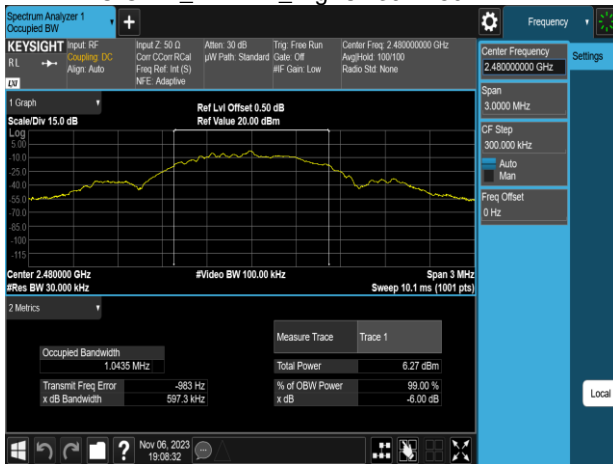 Spectrum Analyzer 1
Occupied BW
+
Frequency
KEYSIGHT
RL
LXI
Input: RF
Coupling: DC
Align: Auto
Input Z: 50 Ω
Corr CCorr RCal
Freq Ref: Int (S)
NFE: Adaptive
Atten: 30 dB
µW Path: Standard
Trig: Free Run
Gate: Off
#IF Gain: Low
Center Freq: 2.480000000 GHz
Avg|Hold: 100/100
Radio Std: None
Center Frequency
2.480000000 GHz
Settings
Span
3.0000 MHz
CF Step
300.000 kHz
Auto
Man
Freq Offset
0 Hz
Local
1 Graph
Scale/Div 15.0 dB
Ref Lvl Offset 0.50 dB
Ref Value 20.00 dBm
Log
5.00
-10.0
-25.0
-40.0
-55.0
-70.0
-85.0
-100
-115
Center 2.480000 GHz
#Video BW 100.00 kHz
Span 3 MHz
#Res BW 30.000 kHz
Sweep 10.1 ms (1001 pts)
2 Metrics
Measure Trace
Trace 1
Occupied Bandwidth
1.0435 MHz
Total Power
6.27 dBm
Transmit Freq Error
-983 Hz
% of OBW Power
99.00 %
x dB Bandwidth
597.3 kHz
x dB
-6.00 dB
?
Nov 06, 2023
19:08:32